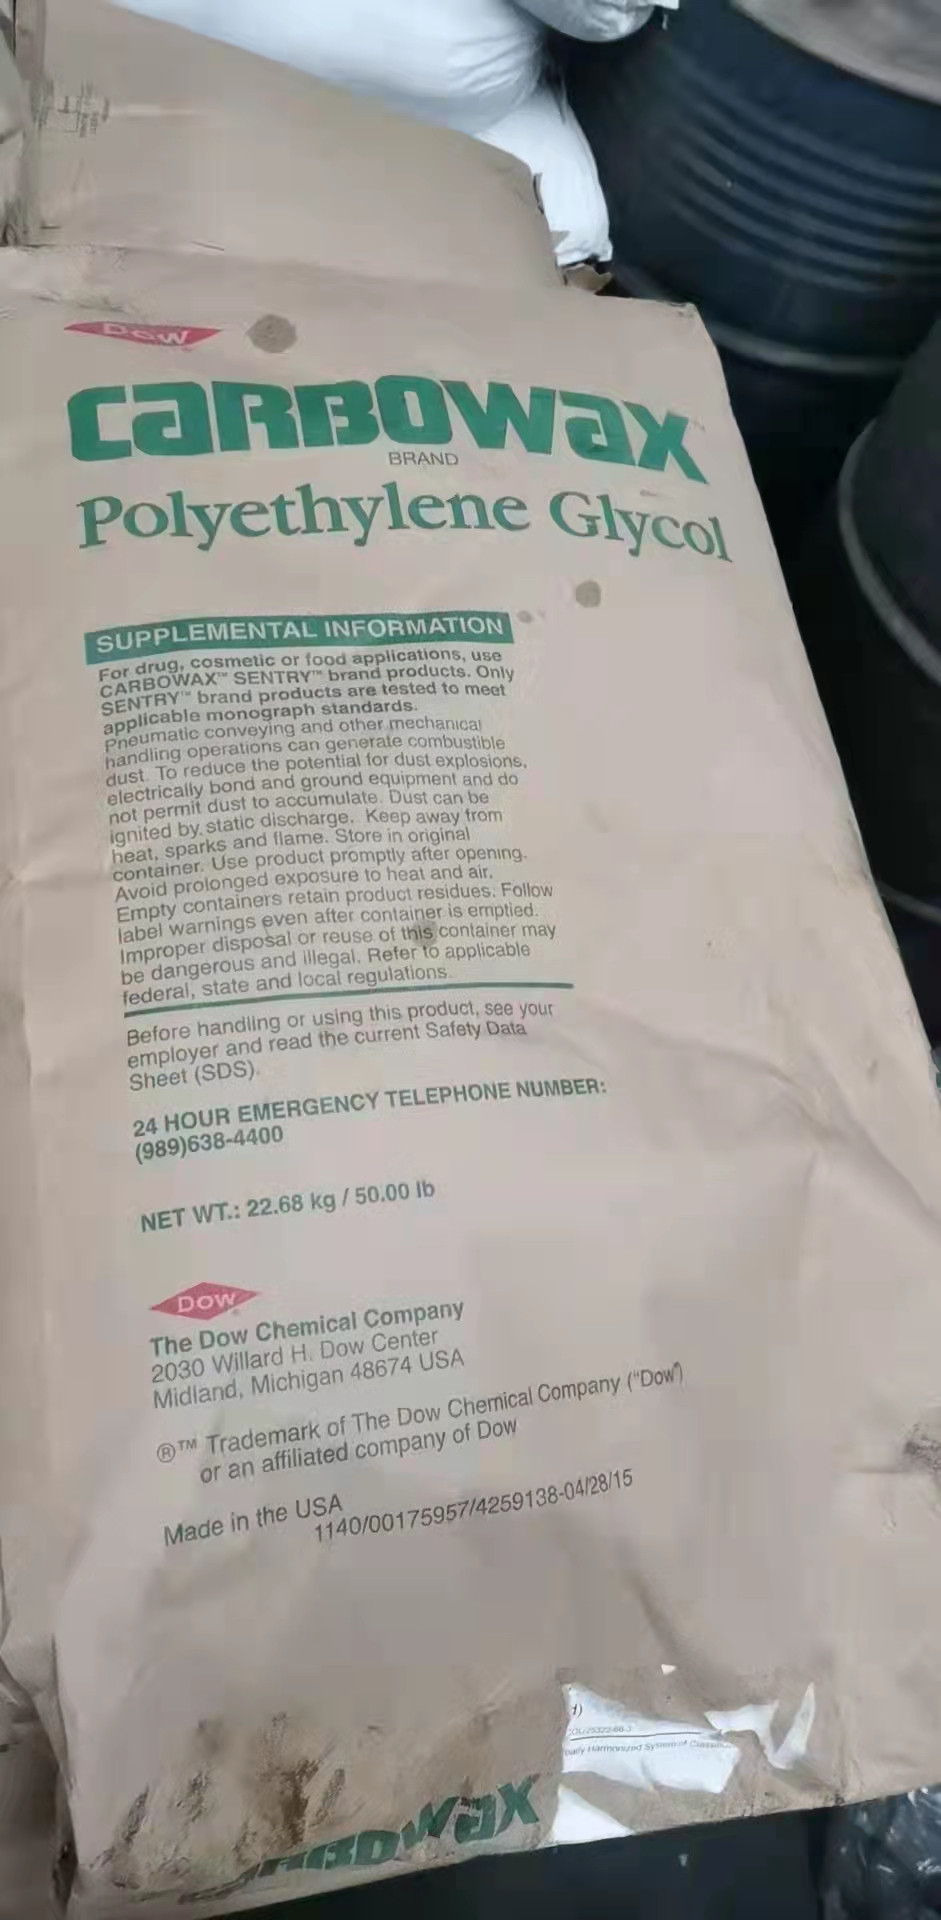 DOW
CARBOWAX™
BRAND
Polyethylene Glycol
SUPPLEMENTAL INFORMATION
For drug, cosmetic or food applications, use
CARBOWAX™ SENTRY™ brand products. Only
SENTRY™ brand products are tested to meet
applicable monograph standards.
Pneumatic conveying and other mechanical
handling operations can generate combustible
dust. To reduce the potential for dust explosions,
electrically bond and ground equipment and do
not permit dust to accumulate. Dust can be
ignited by static discharge. Keep away from
heat, sparks and flame. Store in original
container. Use product promptly after opening.
Avoid prolonged exposure to heat and air.
Empty containers retain product residues. Follow
label warnings even after container is emptied.
Improper disposal or reuse of this container may
be dangerous and illegal. Refer to applicable
federal, state and local regulations.
Before handling or using this product, see your
employer and read the current Safety Data
Sheet (SDS).
24 HOUR EMERGENCY TELEPHONE NUMBER:
(989)638-4400
NET WT.: 22.68 kg / 50.00 lb
DOW
The Dow Chemical Company
2030 Willard H. Dow Center
Midland, Michigan 48674 USA
®™ Trademark of The Dow Chemical Company ("Dow")
or an affiliated company of Dow
Made in the USA
1140/00175957/4259138-04/28/15
Harmonized System of
CARBOWAX